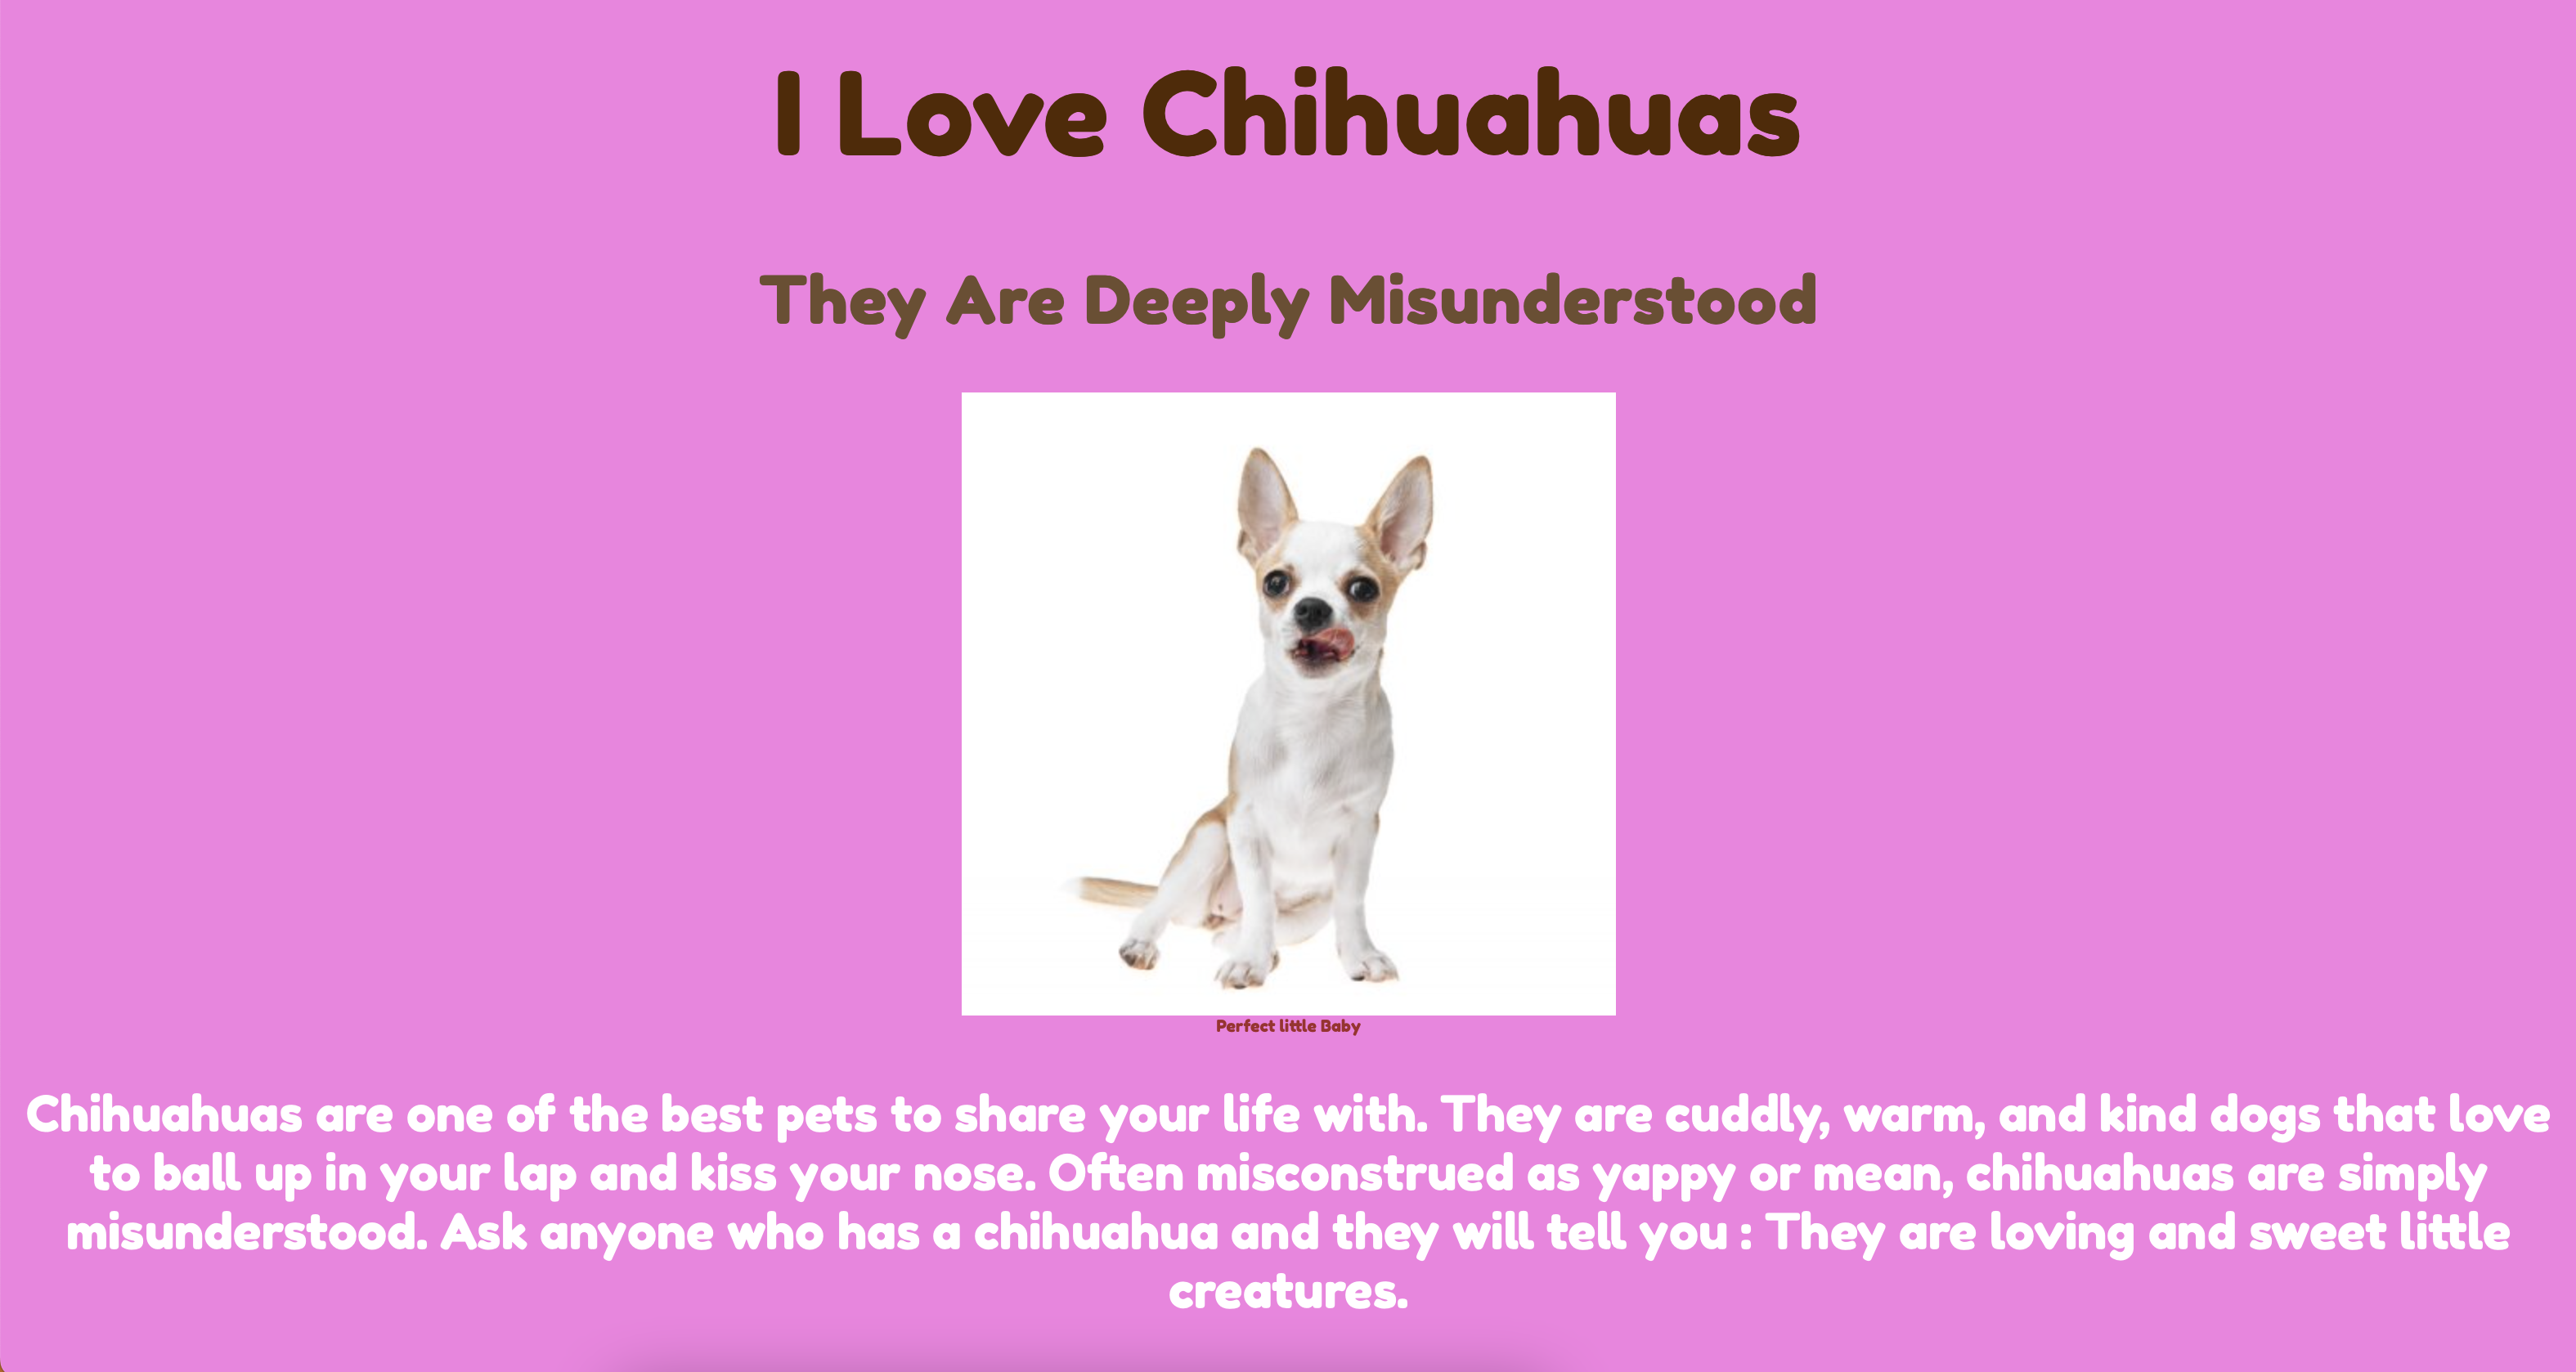 I Love Chihuahuas
They Are Deeply Misunderstood
Perfect little Baby
Chihuahuas are one of the best pets to share your life with. They are cuddly, warm, and kind dogs that love
to ball up in your lap and kiss your nose. Often misconstrued as yappy or mean, chihuahuas are simply
misunderstood. Ask anyone who has a chihuahua and they will tell you : They are loving and sweet little
creatures.